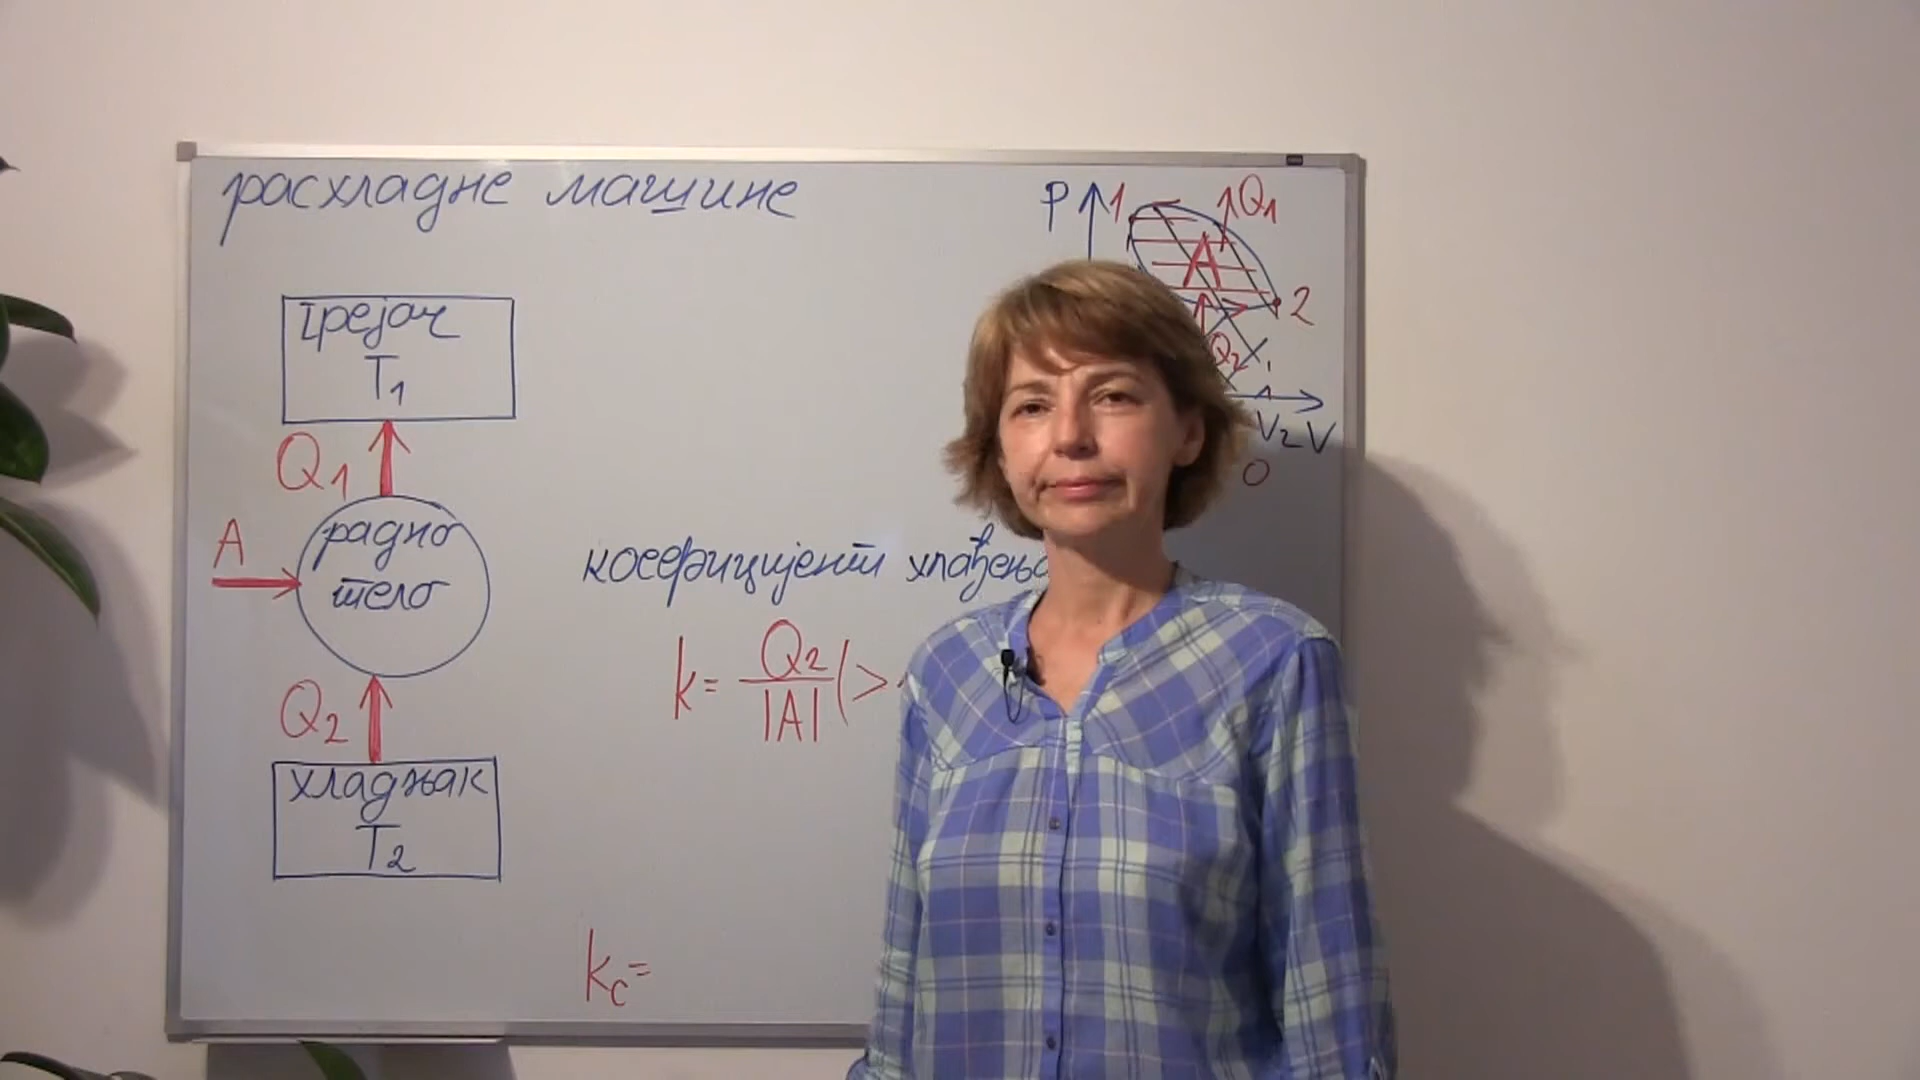 расхладне машине
P 1 Q1
A
2
Q2
V2 V
0
грејач
T1
Q1
A
радно
тело
Q2
хладњак
T2
коефицијент хлађења
k = Q2 / |A| (>
kc =